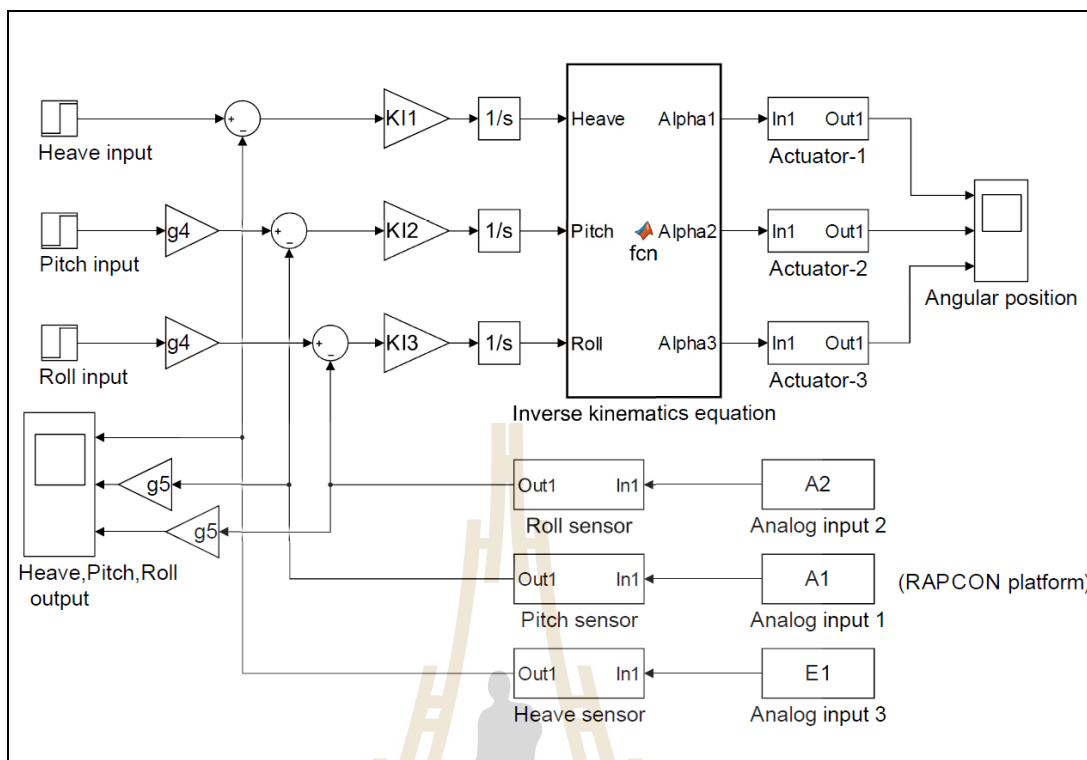 Heave input
+
−
KI1
1/s
Heave
Alpha1
In1
Out1
Actuator-1
Pitch input
g4
+
−
KI2
1/s
Pitch
fcn
Alpha2
In1
Out1
Actuator-2
Angular position
Roll input
g4
+
−
KI3
1/s
Roll
Alpha3
In1
Out1
Actuator-3
Inverse kinematics equation
g5
g5
Heave,Pitch,Roll
output
Out1
In1
Roll sensor
A2
Analog input 2
Out1
In1
Pitch sensor
A1
Analog input 1
(RAPCON platform)
Out1
In1
Heave sensor
E1
Analog input 3